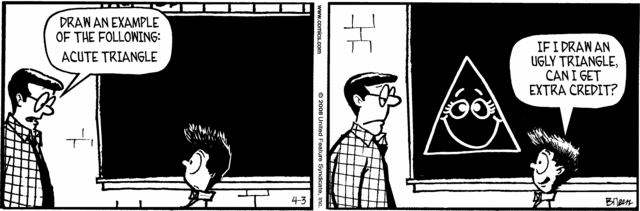 DRAW AN EXAMPLE
OF THE FOLLOWING:
ACUTE TRIANGLE
4-3
www.comics.com
© 2008 United Feature Syndicate, Inc.
IF I DRAW AN
UGLY TRIANGLE,
CAN I GET
EXTRA CREDIT?